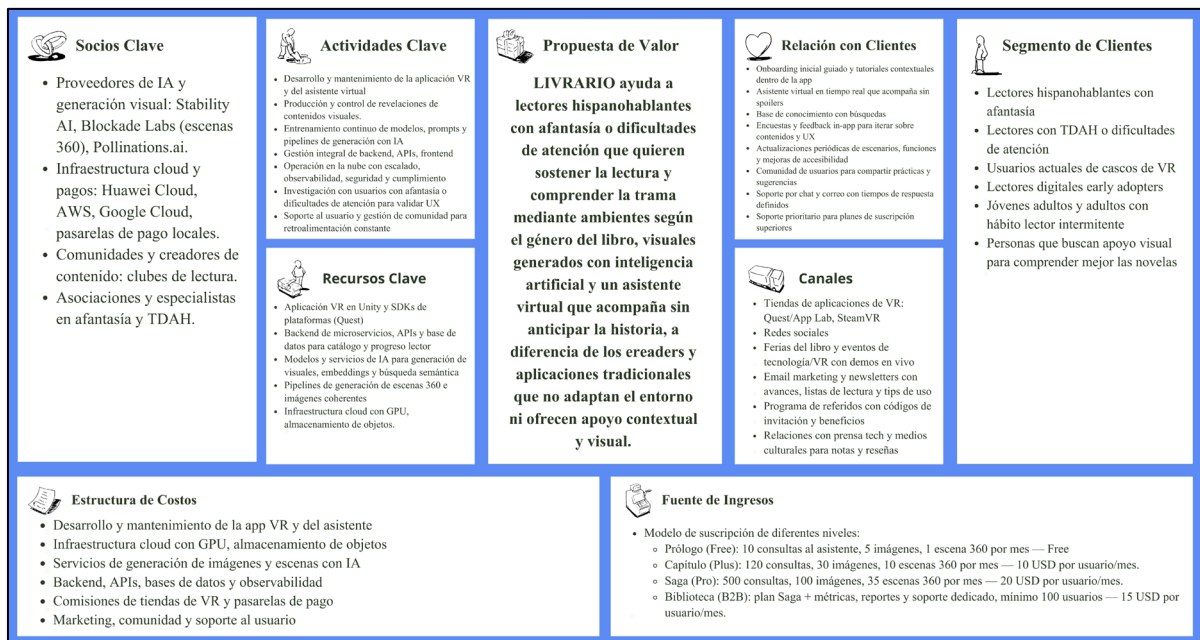 Socios Clave
• Proveedores de IA y
generación visual: Stability
AI, Blockade Labs (escenas
360), Pollinations.ai.
• Infraestructura cloud y
pagos: Huawei Cloud,
AWS, Google Cloud,
pasarelas de pago locales.
• Comunidades y creadores
de contenido: clubes de lectura.
• Asociaciones y especialistas
en afantasía y TDAH.
Actividades Clave
• Desarrollo y mantenimiento de la aplicación VR
y del asistente virtual
• Producción y control de revelaciones de
contenidos visuales.
• Entrenamiento continuo de modelos, prompts y
pipelines de generación con IA
• Gestión integral de backend, APIs, frontend
• Operación en la nube con escalado,
observabilidad, seguridad y cumplimiento
• Investigación con usuarios con afantasía o
dificultades de atención para validar UX
• Soporte al usuario y gestión de comunidad para
retroalimentación constante
Recursos Clave
• Aplicación VR en Unity y SDKs de
plataformas (Quest)
• Backend de microservicios, APIs y base de
datos para catálogo y progreso lector
• Modelos y servicios de IA para generación de
visuales, embeddings y búsqueda semántica
• Pipelines de generación de escenas 360 e
imágenes coherentes
• Infraestructura cloud con GPU,
almacenamiento de objetos.
Propuesta de Valor
LIVRARIO ayuda a
lectores hispanohablantes
con afantasía o dificultades
de atención que quieren
sostener la lectura y
comprender la trama
mediante ambientes según
el género del libro, visuales
generados con inteligencia
artificial y un asistente
virtual que acompaña sin
anticipar la historia, a
diferencia de los ereaders y
aplicaciones tradicionales
que no adaptan el entorno
ni ofrecen apoyo contextual
y visual.
Relación con Clientes
• Onboarding inicial guiado y tutoriales contextuales
dentro de la app
• Asistente virtual en tiempo real que acompaña sin
spoilers
• Base de conocimiento con búsquedas
• Encuestas y feedback in-app para iterar sobre
contenidos y UX
• Actualizaciones periódicas de escenarios, funciones
y mejoras de accesibilidad
• Comunidad de usuarios para compartir prácticas y
sugerencias
• Soporte por chat y correo con tiempos de respuesta
definidos
• Soporte prioritario para planes de suscripción
superiores
Canales
• Tiendas de aplicaciones de VR:
Quest/App Lab, SteamVR
• Redes sociales
• Ferias del libro y eventos de
tecnología/VR con demos en vivo
• Email marketing y newsletters con
avances, listas de lectura y tips de uso
• Programa de referidos con códigos de
invitación y beneficios
• Relaciones con prensa tech y medios
culturales para notas y reseñas
Segmento de Clientes
• Lectores hispanohablantes con
afantasía
• Lectores con TDAH o dificultades
de atención
• Usuarios actuales de cascos de VR
• Lectores digitales early adopters
• Jóvenes adultos y adultos con
hábito lector intermitente
• Personas que buscan apoyo visual
para comprender mejor las novelas
Estructura de Costos
• Desarrollo y mantenimiento de la app VR y del asistente
• Infraestructura cloud con GPU, almacenamiento de objetos
• Servicios de generación de imágenes y escenas con IA
• Backend, APIs, bases de datos y observabilidad
• Comisiones de tiendas de VR y pasarelas de pago
• Marketing, comunidad y soporte al usuario
Fuente de Ingresos
• Modelo de suscripción de diferentes niveles:
◦ Prólogo (Free): 10 consultas al asistente, 5 imágenes, 1 escena 360 por mes — Free
◦ Capítulo (Plus): 120 consultas, 30 imágenes, 10 escenas 360 por mes — 10 USD por usuario/mes.
◦ Saga (Pro): 500 consultas, 100 imágenes, 35 escenas 360 por mes — 20 USD por usuario/mes.
◦ Biblioteca (B2B): plan Saga + métricas, reportes y soporte dedicado, mínimo 100 usuarios — 15 USD por
usuario/mes.